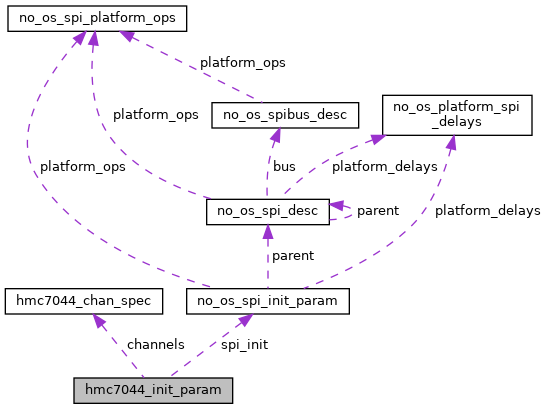 no_os_spi_platform_ops
platform_ops
no_os_spibus_desc
no_os_platform_spi
_delays
platform_ops
bus
platform_delays
platform_ops
no_os_spi_desc
parent
platform_delays
parent
hmc7044_chan_spec
no_os_spi_init_param
channels
spi_init
hmc7044_init_param